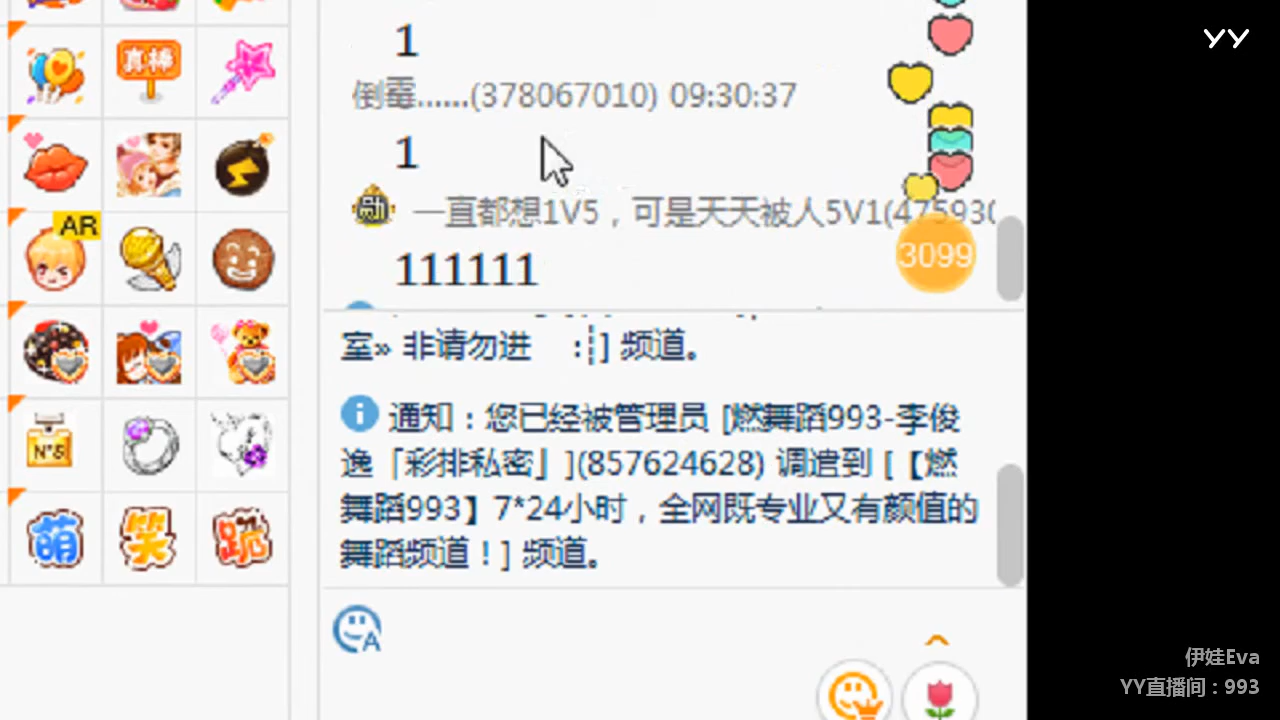 真棒
AR
N°5
萌
笑
跪
1
倒霉......(378067010) 09:30:37
1
勋
一直都想1V5，可是天天被人5V1(475930
111111
3099
室» 非请勿进 :┆] 频道。
通知：您已经被管理员 [燃舞蹈993-李俊
逸「彩排私密」](857624628) 调遣到 [【燃
舞蹈993】7*24小时，全网既专业又有颜值的
舞蹈频道！] 频道。
YY
伊娃Eva
YY直播间：993